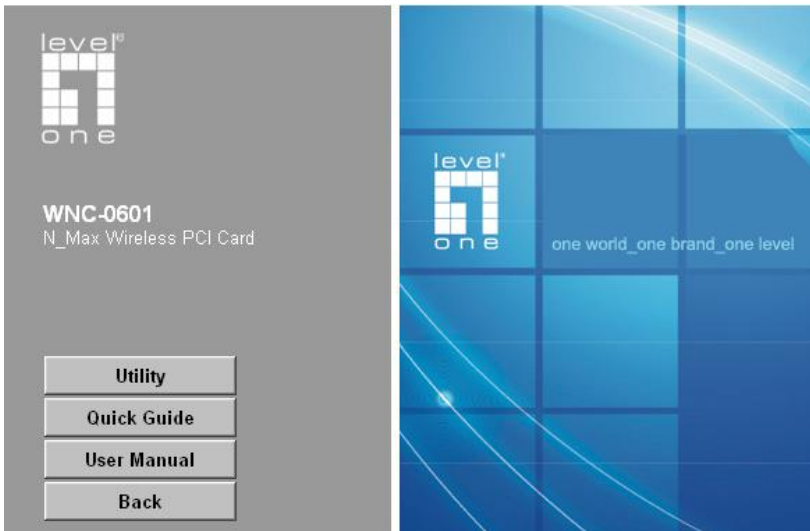 level®
one
WNC-0601
N_Max Wireless PCI Card
Utility
Quick Guide
User Manual
Back
level®
one
one world_one brand_one level